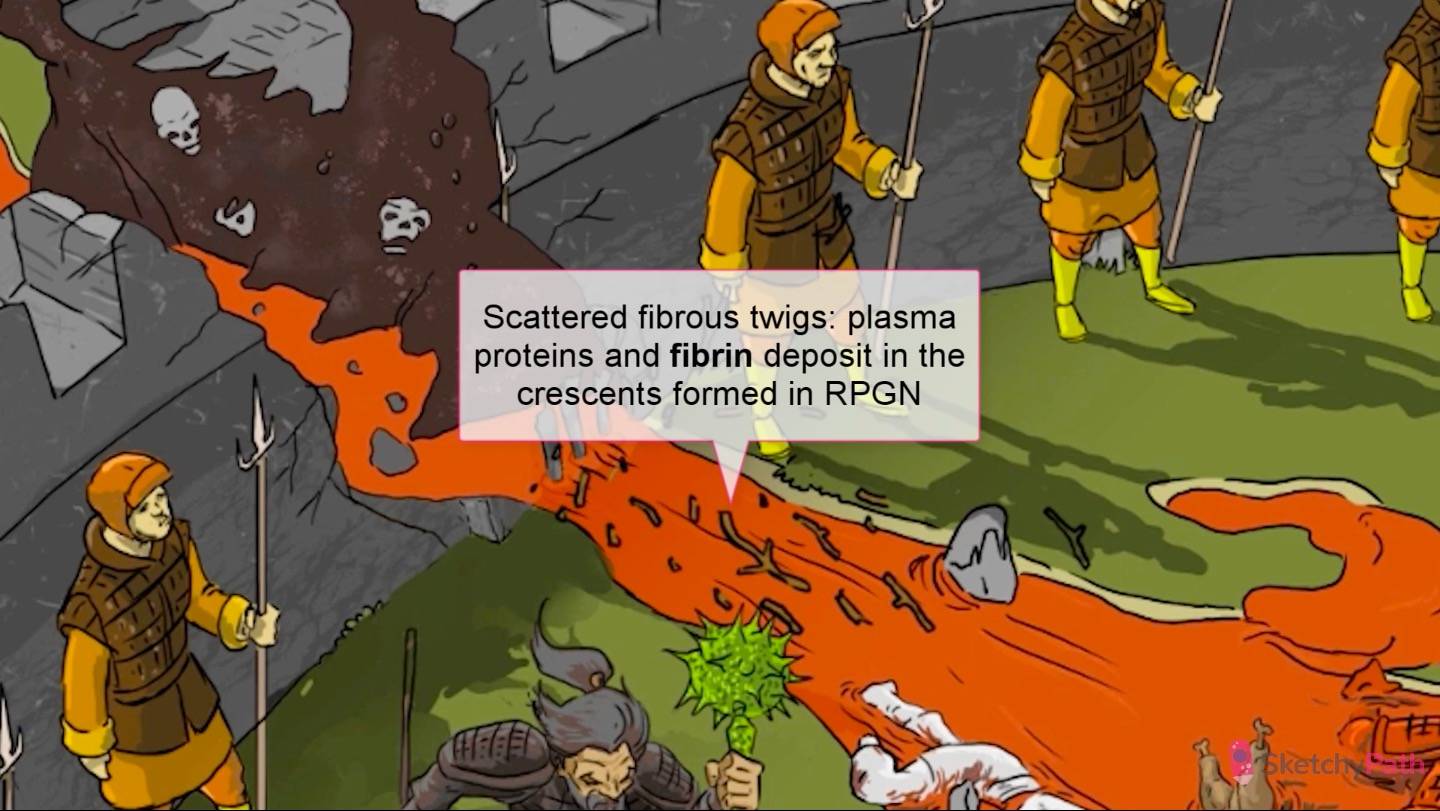 Scattered fibrous twigs: plasma
proteins and fibrin deposit in the
crescents formed in RPGN
SketchyPath